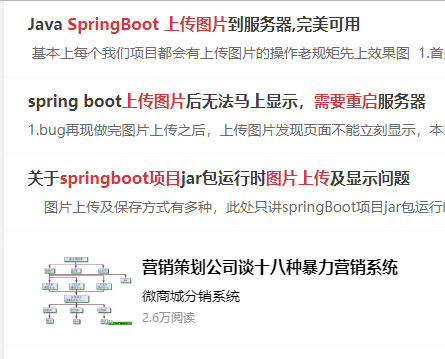 Java SpringBoot 上传图片到服务器,完美可用
基本上每个我们项目都会有上传图片的操作老规矩先上效果图 1.首
spring boot上传图片后无法马上显示，需要重启服务器
1.bug再现做完图片上传之后，上传图片发现页面不能立刻显示，本
关于springboot项目jar包运行时图片上传及显示问题
图片上传及保存方式有多种，此处只讲springBoot项目jar包运行
营销策划公司谈十八种暴力营销系统
微商城分销系统
2.6万阅读